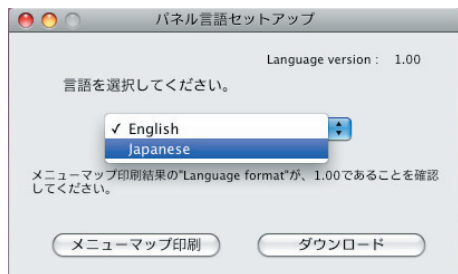 パネル言語セットアップ
Language version : 1.00
言語を選択してください。
✓ English
Japanese
メニューマップ印刷結果の"Language format"が、1.00であることを確認
してください。
メニューマップ印刷
ダウンロード